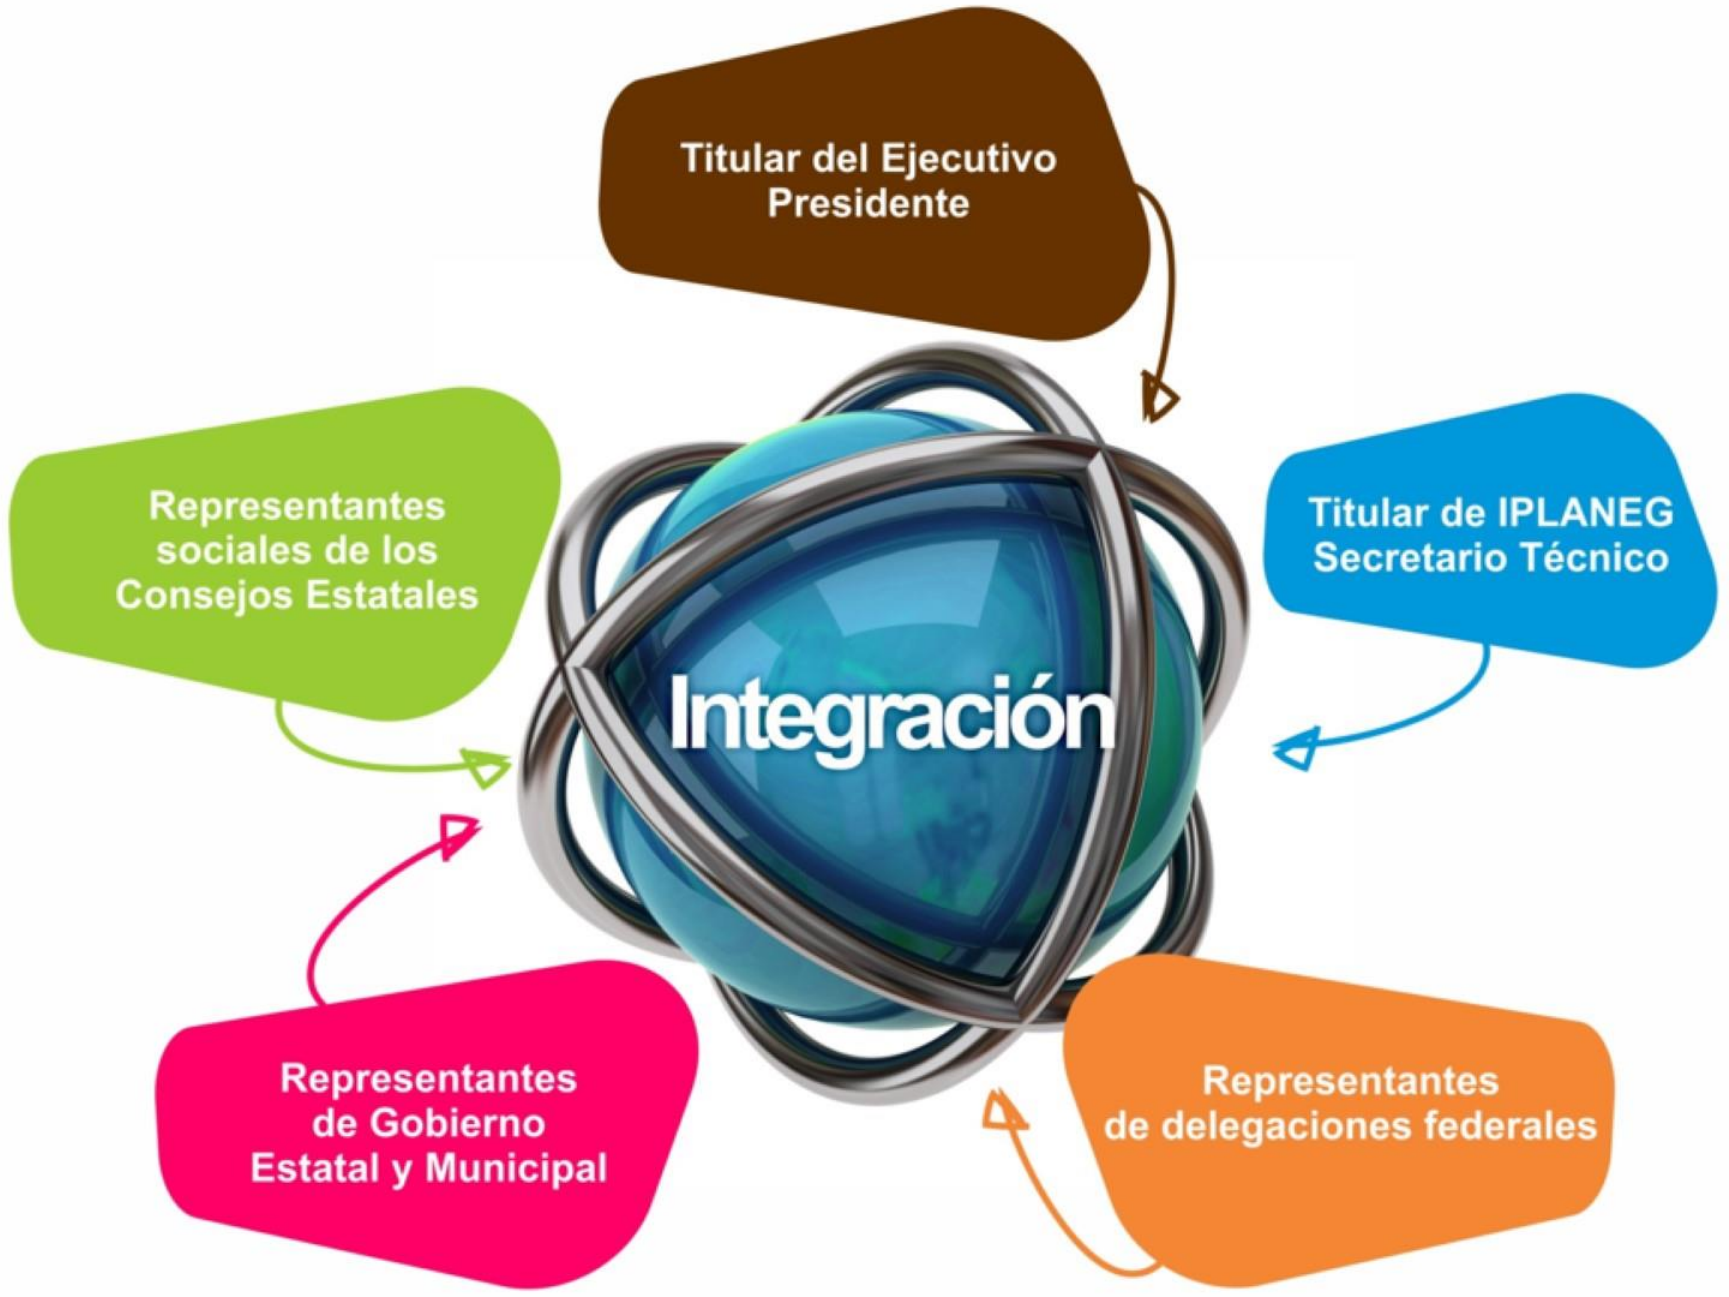 Titular del Ejecutivo
Presidente
Representantes
sociales de los
Consejos Estatales
Titular de IPLANEG
Secretario Técnico
Integración
Representantes
de Gobierno
Estatal y Municipal
Representantes
de delegaciones federales